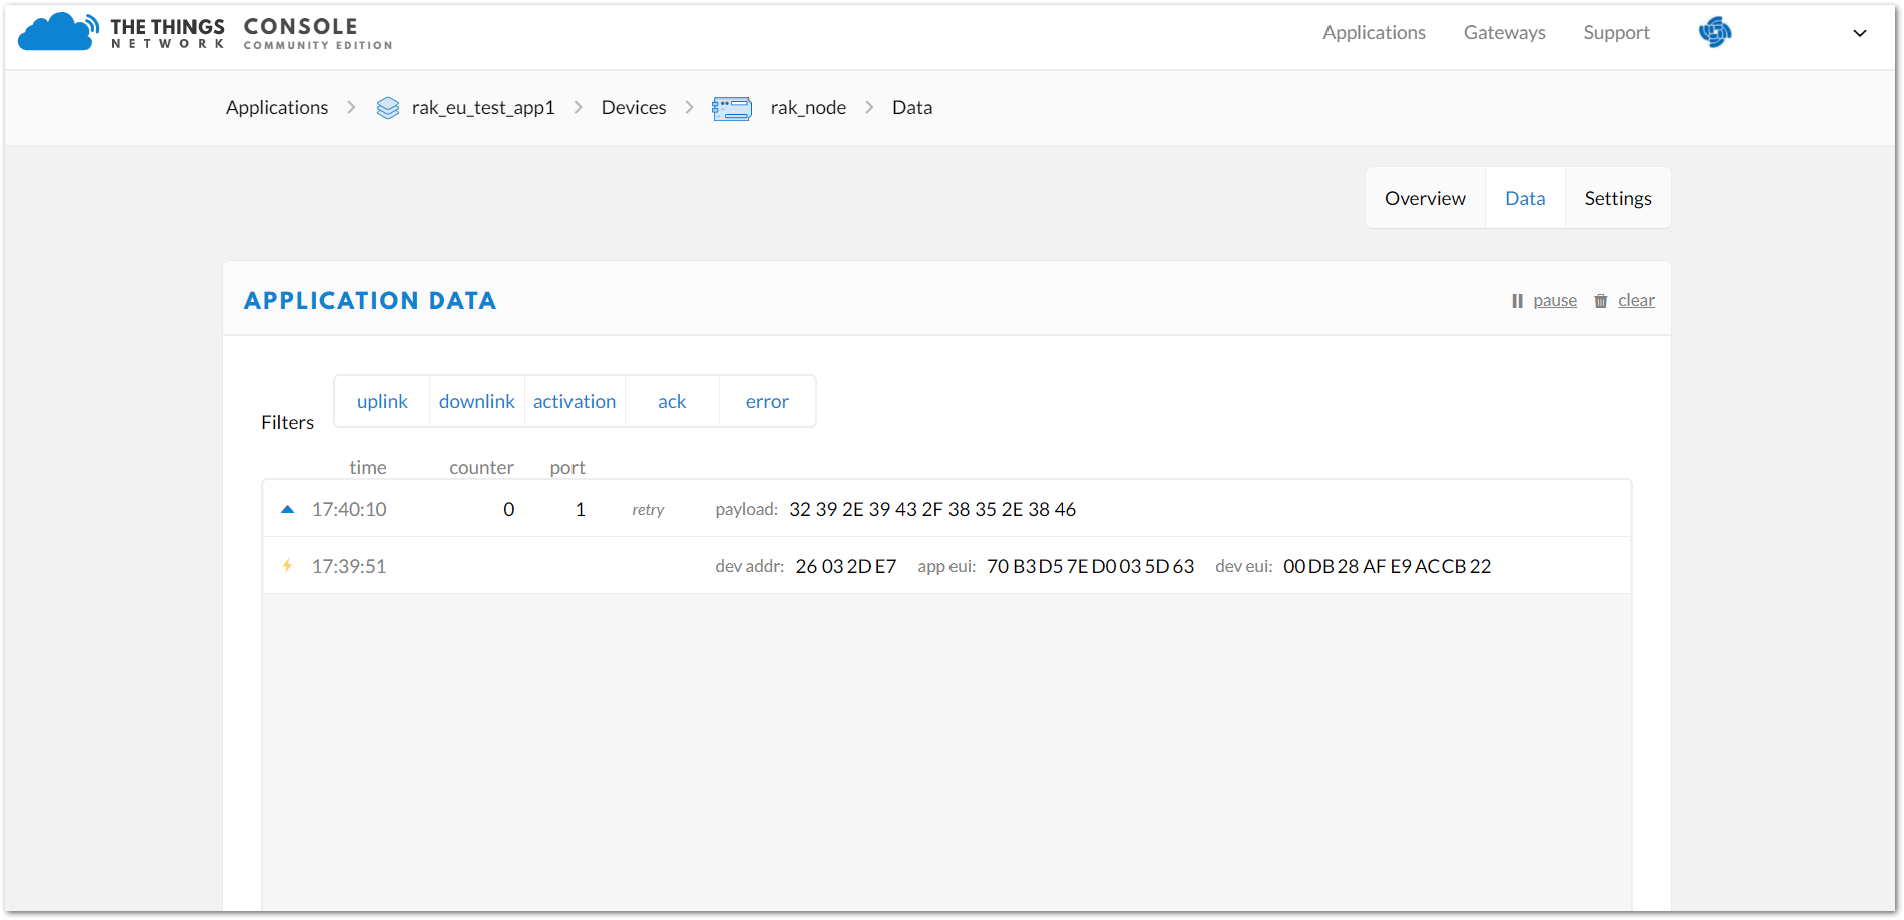 THE THINGS NETWORK CONSOLE COMMUNITY EDITION
Applications Gateways Support
Applications rak_eu_test_app1 Devices rak_node Data
Overview Data Settings
APPLICATION DATA pause clear
Filters uplink downlink activation ack error
time counter port
17:40:10 0 1 retry payload: 32 39 2E 39 43 2F 38 35 2E 38 46
17:39:51 dev addr: 26 03 2D E7 app eui: 70 B3 D5 7E D0 03 5D 63 dev eui: 00 DB 28 AF E9 AC CB 22